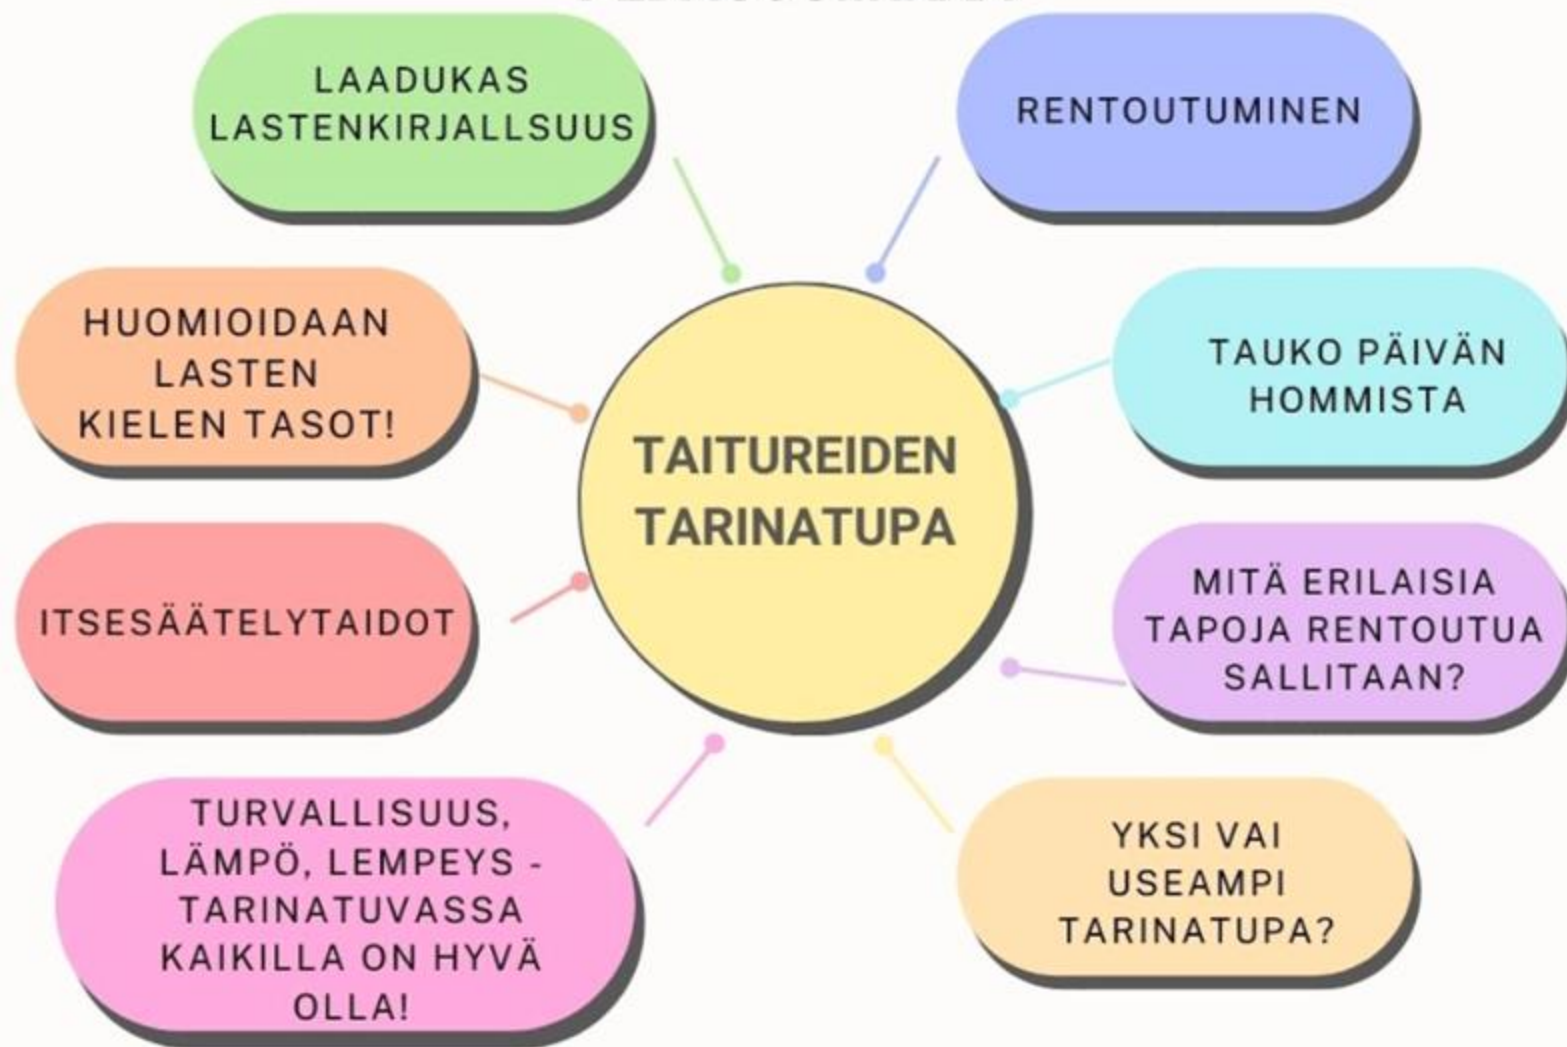 LAADUKAS
LASTENKIRJALLSUUS
RENTOUTUMINEN
HUOMIOIDAAN
LASTEN
KIELEN TASOT!
TAUKO PÄIVÄN
HOMMISTA
TAITUREIDEN
TARINATUPA
ITSESÄÄTELYTAIDOT
MITÄ ERILAISIA
TAPOJA RENTOUTUA
SALLITAAN?
TURVALLISUUS,
LÄMPÖ, LEMPEYS -
TARINATUVASSA
KAIKILLA ON HYVÄ
OLLA!
YKSI VAI
USEAMPI
TARINATUPA?